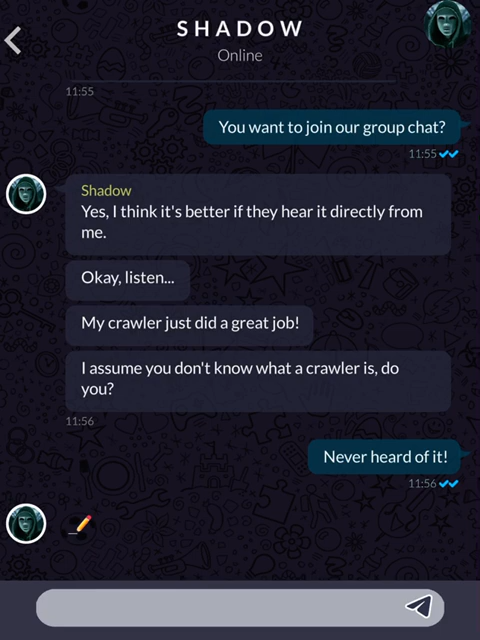 SHADOW
Online
11:55
You want to join our group chat?
11:55
Shadow
Yes, I think it's better if they hear it directly from
me.
Okay, listen...
My crawler just did a great job!
I assume you don't know what a crawler is, do
you?
11:56
Never heard of it!
11:56